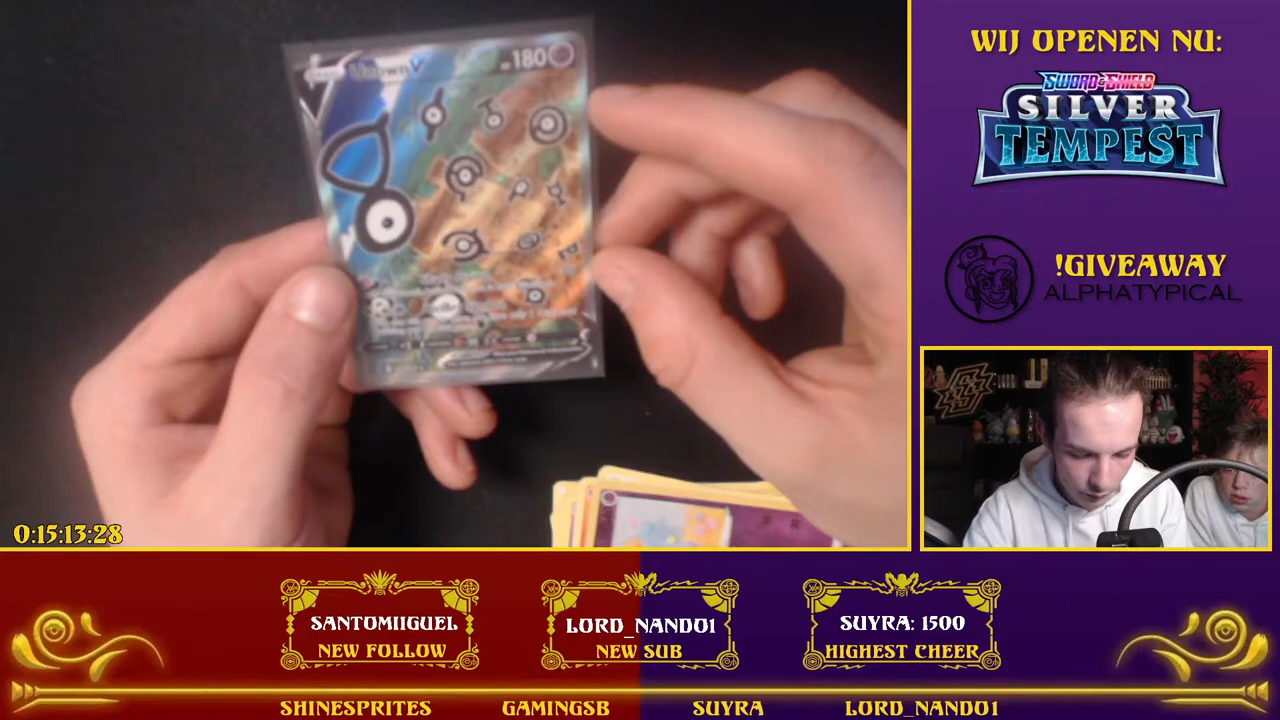 Unown V
180
WIJ OPENEN NU:
SWORD & SHIELD
SILVER
TEMPEST
!GIVEAWAY
ALPHATYPICAL
0:15:13:28
SANTOMIIGUEL
NEW FOLLOW
LORD_NANDO1
NEW SUB
SUYRA: 1500
HIGHEST CHEER
SHINESPRITES
GAMINGSB
SUYRA
LORD_NANDO1